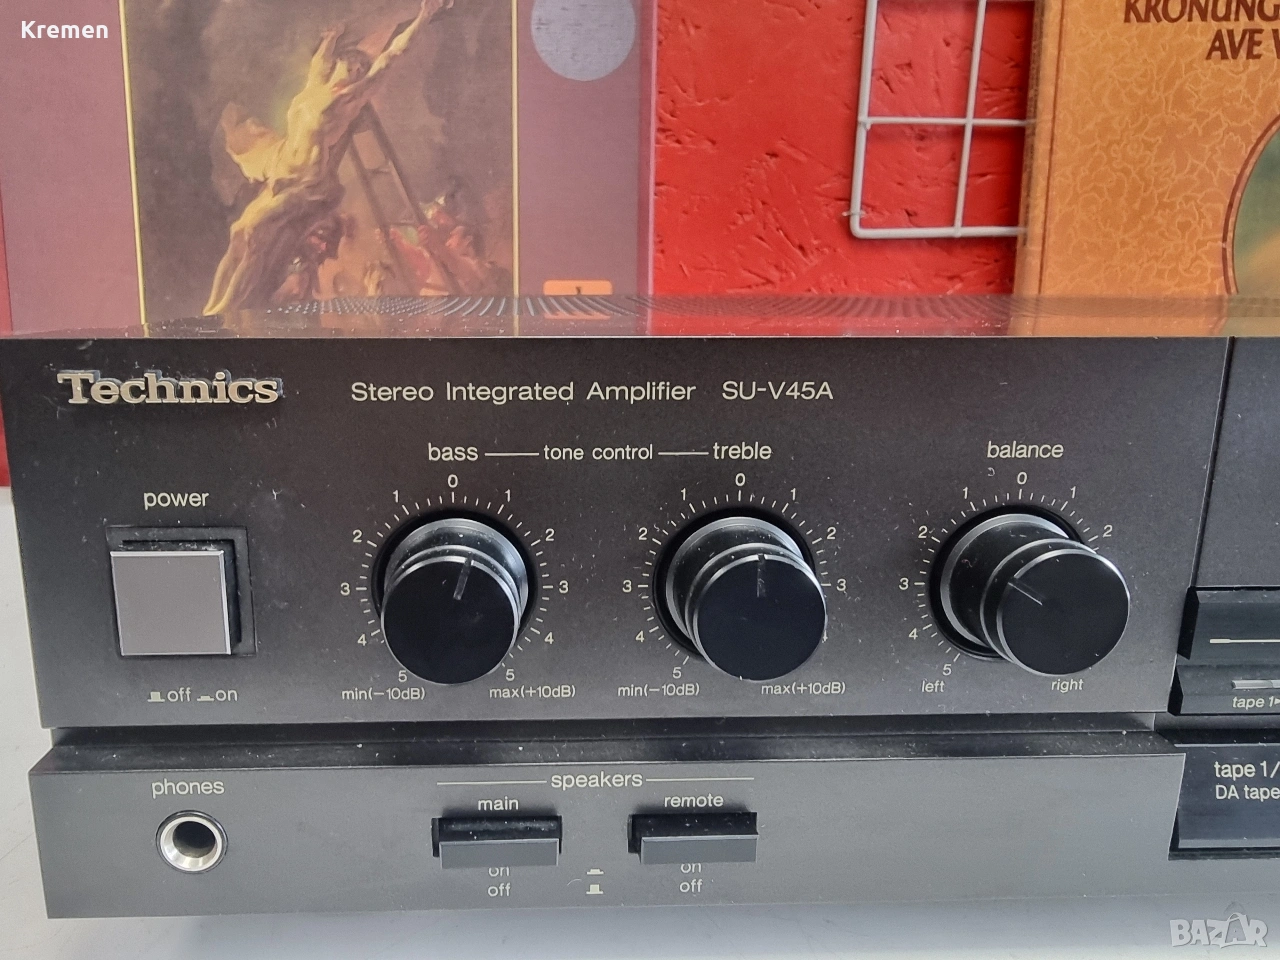 Kremen
KRONUNG
AVE V
Technics
Stereo Integrated Amplifier SU-V45A
bass tone control treble
balance
power
0
1 1
2 2
3 3
4 4
5 5
min(-10dB) max(+10dB)
0
1 1
2 2
3 3
4
5
min(-10dB) max(+10dB)
0
1 1
2 2
3
4
5
left right
off on
tape 1
phones
speakers
main remote
on on
off off
tape 1/
DA tape
BAZAR